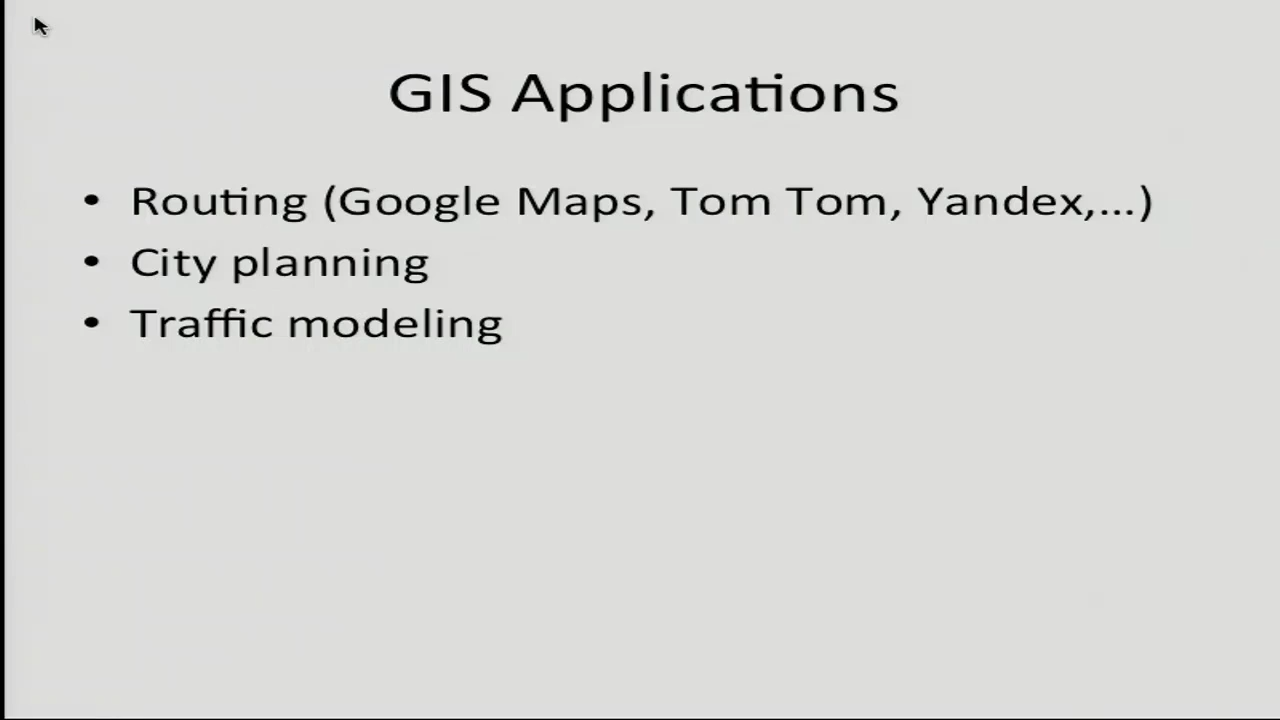 GIS Applications
• Routing (Google Maps, Tom Tom, Yandex,...)
• City planning
• Traffic modeling